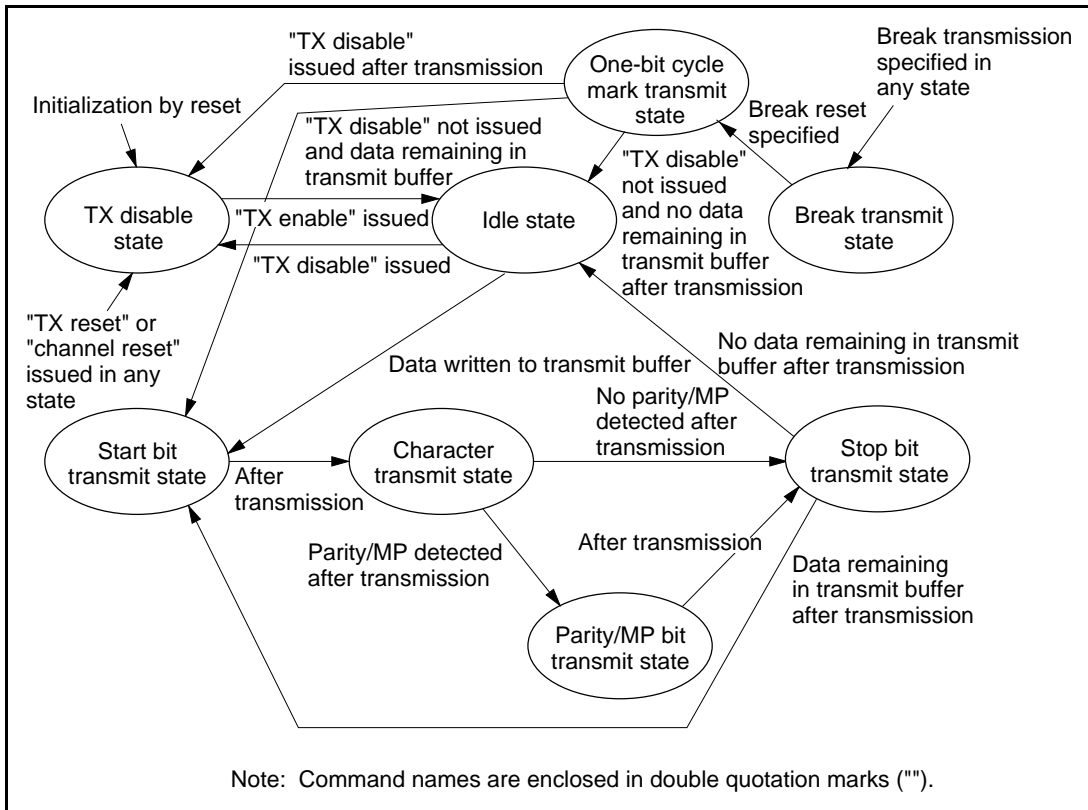 "TX disable"
issued after transmission
One-bit cycle
mark transmit
state
Break transmission
specified in
any state
Initialization by reset
"TX disable" not issued
and data remaining in
transmit buffer
Break reset
specified
"TX disable"
not issued
and no data
remaining in
transmit buffer
after transmission
TX disable
state
"TX enable" issued
Idle state
Break transmit
state
"TX disable" issued
"TX reset" or
"channel reset"
issued in any
state
Data written to transmit buffer
No data remaining in transmit
buffer after transmission
No parity/MP
detected after
transmission
Start bit
transmit state
After
transmission
Character
transmit state
Stop bit
transmit state
Parity/MP detected
after transmission
After transmission
Data remaining
in transmit buffer
after transmission
Parity/MP bit
transmit state
Note: Command names are enclosed in double quotation marks ("").